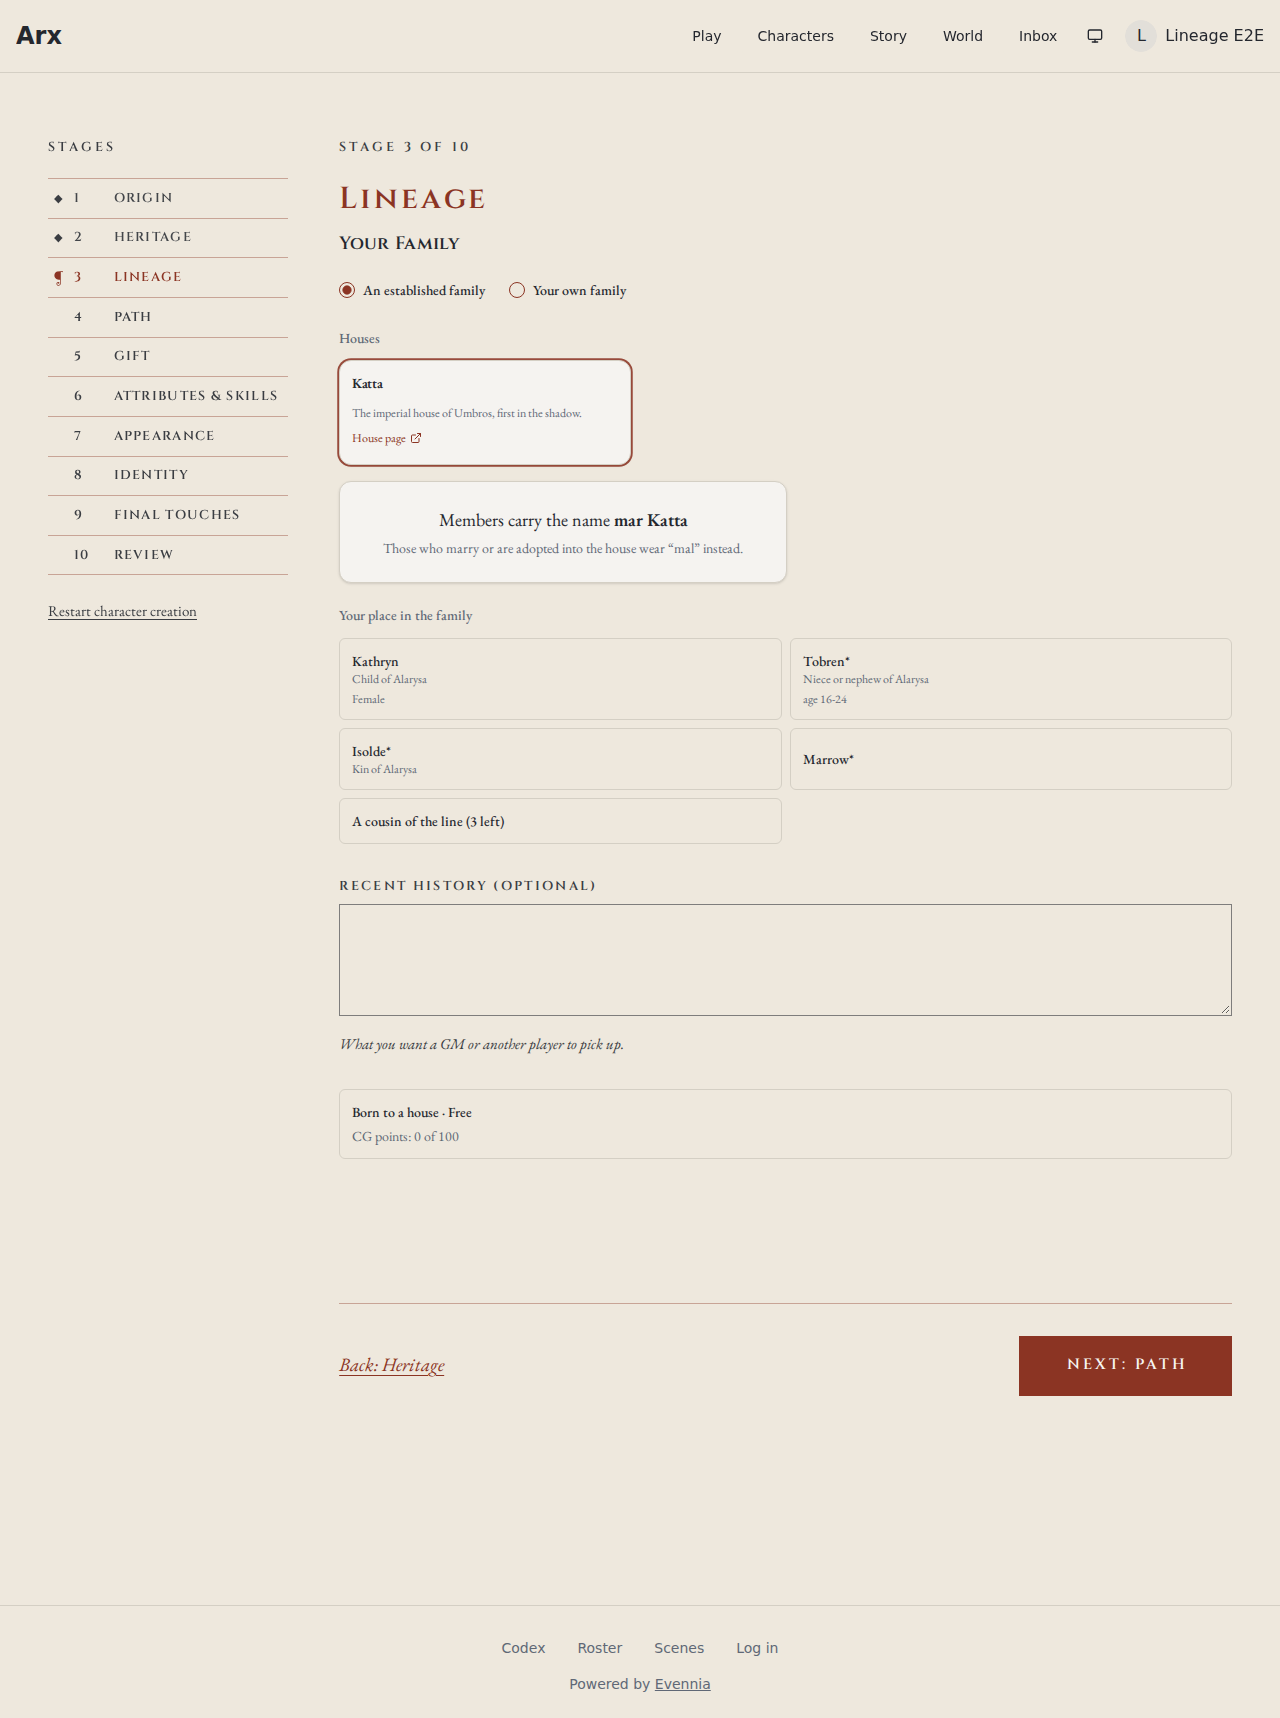 Arx
Play
Characters
Story
World
Inbox
L
Lineage E2E
STAGES
◆ 1 ORIGIN
◆ 2 HERITAGE
¶ 3 LINEAGE
4 PATH
5 GIFT
6 ATTRIBUTES & SKILLS
7 APPEARANCE
8 IDENTITY
9 FINAL TOUCHES
10 REVIEW
Restart character creation
STAGE 3 OF 10
LINEAGE
YOUR FAMILY
An established family
Your own family
Houses
Katta
The imperial house of Umbros, first in the shadow.
House page
Members carry the name mar Katta
Those who marry or are adopted into the house wear “mal” instead.
Your place in the family
Kathryn
Child of Alarysa
Female
Tobren*
Niece or nephew of Alarysa
age 16-24
Isolde*
Kin of Alarysa
Marrow*
A cousin of the line (3 left)
RECENT HISTORY (OPTIONAL)
What you want a GM or another player to pick up.
Born to a house · Free
CG points: 0 of 100
Back: Heritage
NEXT: PATH
Codex
Roster
Scenes
Log in
Powered by Evennia